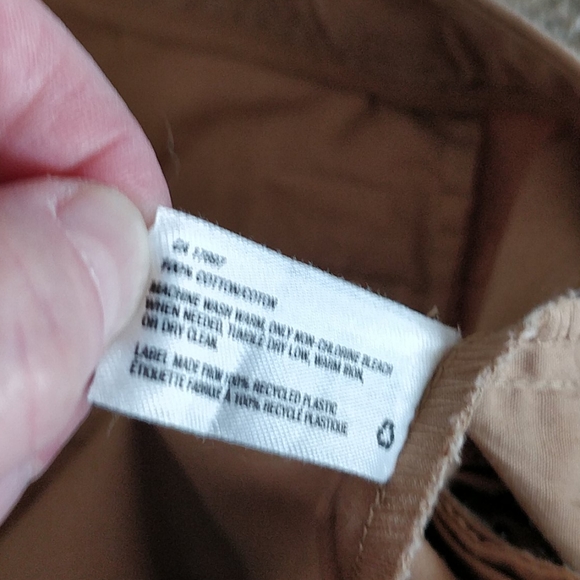 100% COTTON/COTON
MACHINE WASH WARM, ONLY NON-CHLORINE BLEACH
WHEN NEEDED, TUMBLE DRY LOW, WARM IRON,
OR DRY CLEAN.
LABEL MADE FROM 100% RECYCLED PLASTIC
ÉTIQUETTE FABRIQUÉ À 100% RECYCLÉ PLASTIQUE